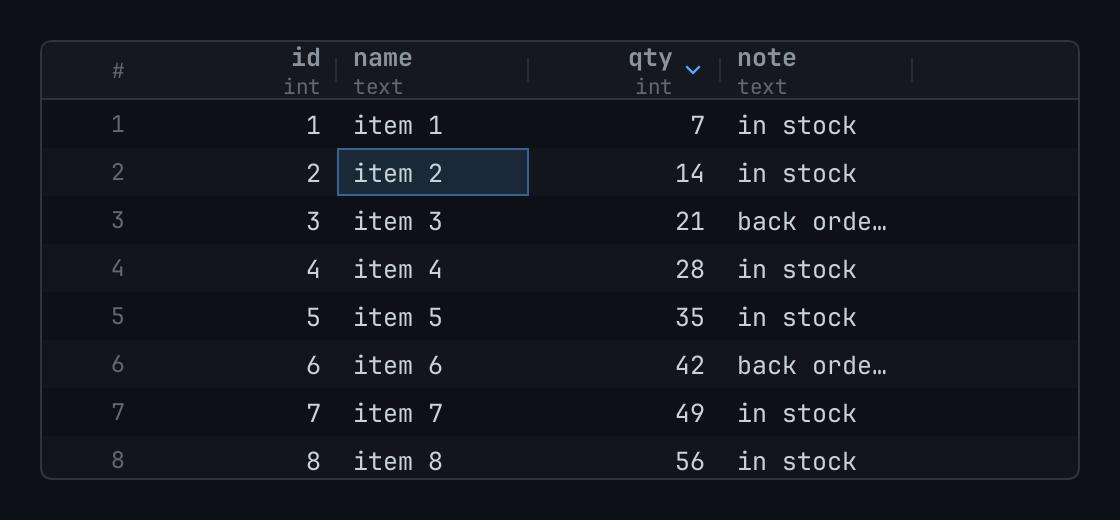 # id name qty note
int text int text
1 1 item 1 7 in stock
2 2 item 2 14 in stock
3 3 item 3 21 back orde…
4 4 item 4 28 in stock
5 5 item 5 35 in stock
6 6 item 6 42 back orde…
7 7 item 7 49 in stock
8 8 item 8 56 in stock